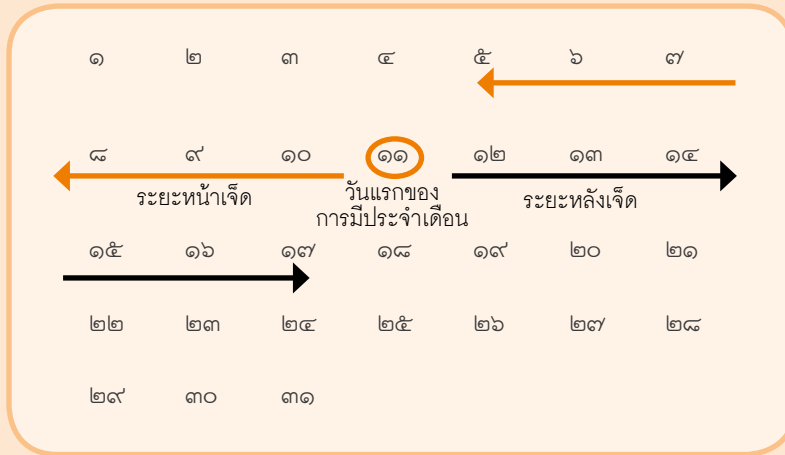 ๑ ๒ ๓ ๔ ๕ ๖ ๗
๘ ๙ ๑๐ ๑๑ ๑๒ ๑๓ ๑๔
ระยะหน้าเจ็ด วันแรกของ ระยะหลังเจ็ด
การมีประจำเดือน
๑๕ ๑๖ ๑๗ ๑๘ ๑๙ ๒๐ ๒๑
๒๒ ๒๓ ๒๔ ๒๕ ๒๖ ๒๗ ๒๘
๒๙ ๓๐ ๓๑